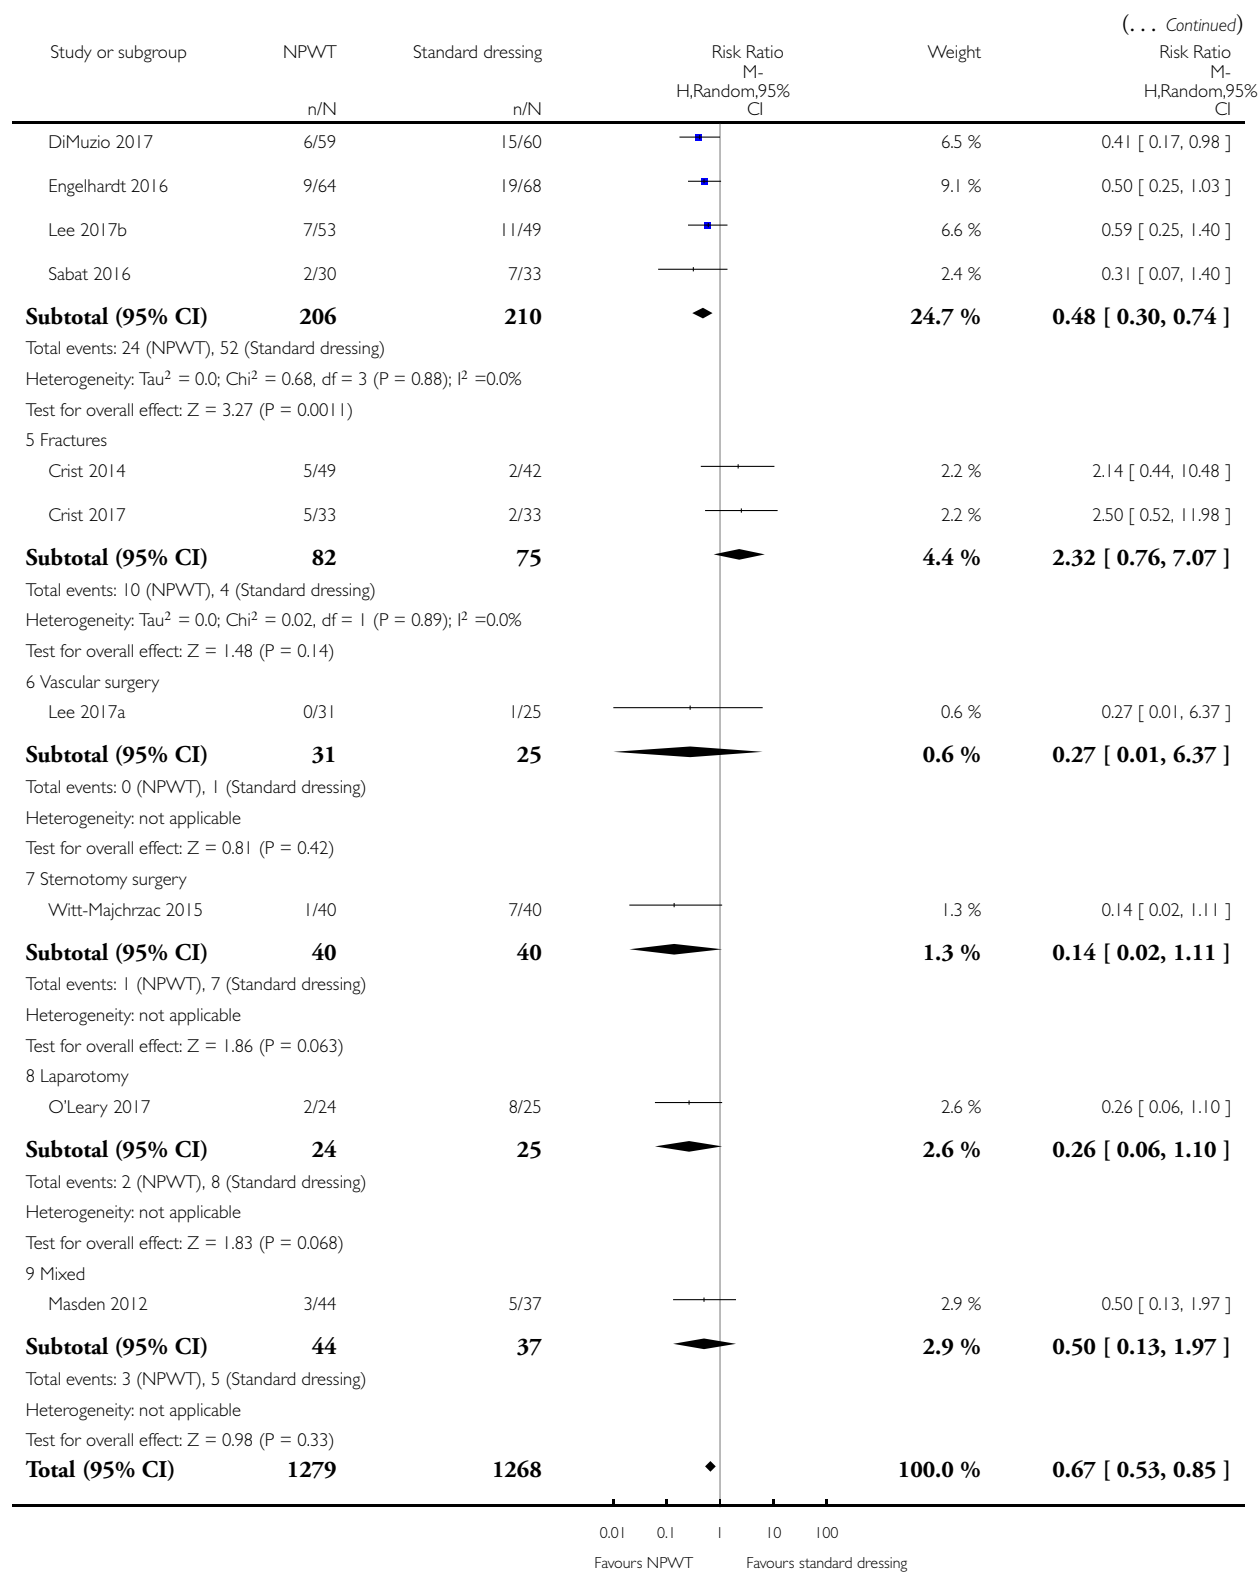 (... Continued)
Study or subgroup NPWT Standard dressing Risk Ratio Weight Risk Ratio
M- M-
H,Random,95% H,Random,95%
n/N n/N CI CI
DiMuzio 2017 6/59 15/60 6.5 % 0.41 [ 0.17, 0.98 ]
Engelhardt 2016 9/64 19/68 9.1 % 0.50 [ 0.25, 1.03 ]
Lee 2017b 7/53 11/49 6.6 % 0.59 [ 0.25, 1.40 ]
Sabat 2016 2/30 7/33 2.4 % 0.31 [ 0.07, 1.40 ]
Subtotal (95% CI) 206 210 24.7 % 0.48 [ 0.30, 0.74 ]
Total events: 24 (NPWT), 52 (Standard dressing)
Heterogeneity: Tau² = 0.0; Chi² = 0.68, df = 3 (P = 0.88); I² =0.0%
Test for overall effect: Z = 3.27 (P = 0.0011)
5 Fractures
Crist 2014 5/49 2/42 2.2 % 2.14 [ 0.44, 10.48 ]
Crist 2017 5/33 2/33 2.2 % 2.50 [ 0.52, 11.98 ]
Subtotal (95% CI) 82 75 4.4 % 2.32 [ 0.76, 7.07 ]
Total events: 10 (NPWT), 4 (Standard dressing)
Heterogeneity: Tau² = 0.0; Chi² = 0.02, df = 1 (P = 0.89); I² =0.0%
Test for overall effect: Z = 1.48 (P = 0.14)
6 Vascular surgery
Lee 2017a 0/31 1/25 0.6 % 0.27 [ 0.01, 6.37 ]
Subtotal (95% CI) 31 25 0.6 % 0.27 [ 0.01, 6.37 ]
Total events: 0 (NPWT), 1 (Standard dressing)
Heterogeneity: not applicable
Test for overall effect: Z = 0.81 (P = 0.42)
7 Sternotomy surgery
Witt-Majchrzac 2015 1/40 7/40 1.3 % 0.14 [ 0.02, 1.11 ]
Subtotal (95% CI) 40 40 1.3 % 0.14 [ 0.02, 1.11 ]
Total events: 1 (NPWT), 7 (Standard dressing)
Heterogeneity: not applicable
Test for overall effect: Z = 1.86 (P = 0.063)
8 Laparotomy
O'Leary 2017 2/24 8/25 2.6 % 0.26 [ 0.06, 1.10 ]
Subtotal (95% CI) 24 25 2.6 % 0.26 [ 0.06, 1.10 ]
Total events: 2 (NPWT), 8 (Standard dressing)
Heterogeneity: not applicable
Test for overall effect: Z = 1.83 (P = 0.068)
9 Mixed
Masden 2012 3/44 5/37 2.9 % 0.50 [ 0.13, 1.97 ]
Subtotal (95% CI) 44 37 2.9 % 0.50 [ 0.13, 1.97 ]
Total events: 3 (NPWT), 5 (Standard dressing)
Heterogeneity: not applicable
Test for overall effect: Z = 0.98 (P = 0.33)
Total (95% CI) 1279 1268 100.0 % 0.67 [ 0.53, 0.85 ]
0.01 0.1 1 10 100
Favours NPWT Favours standard dressing